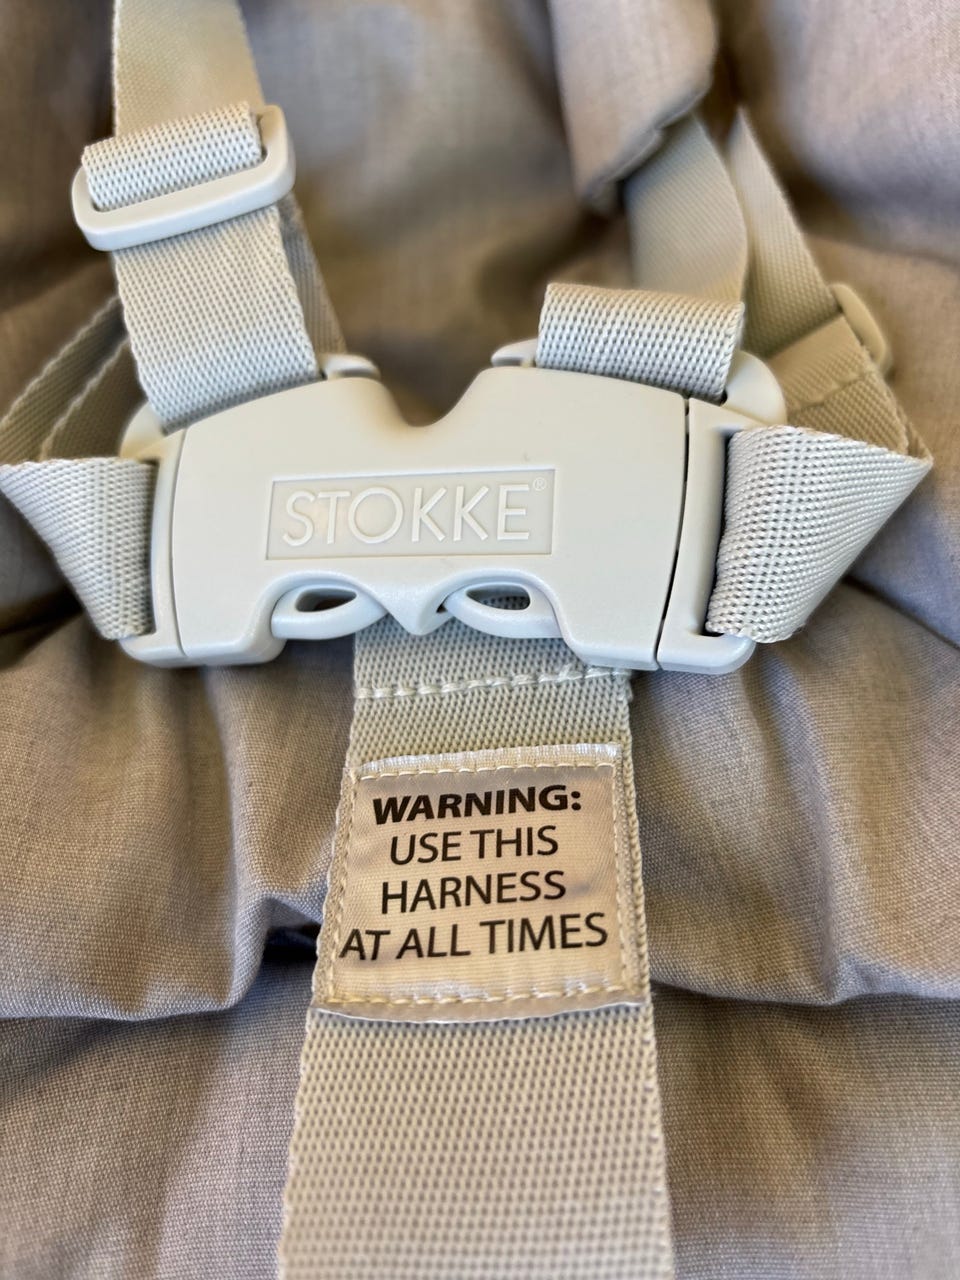 STOKKE®
WARNING:
USE THIS
HARNESS
AT ALL TIMES